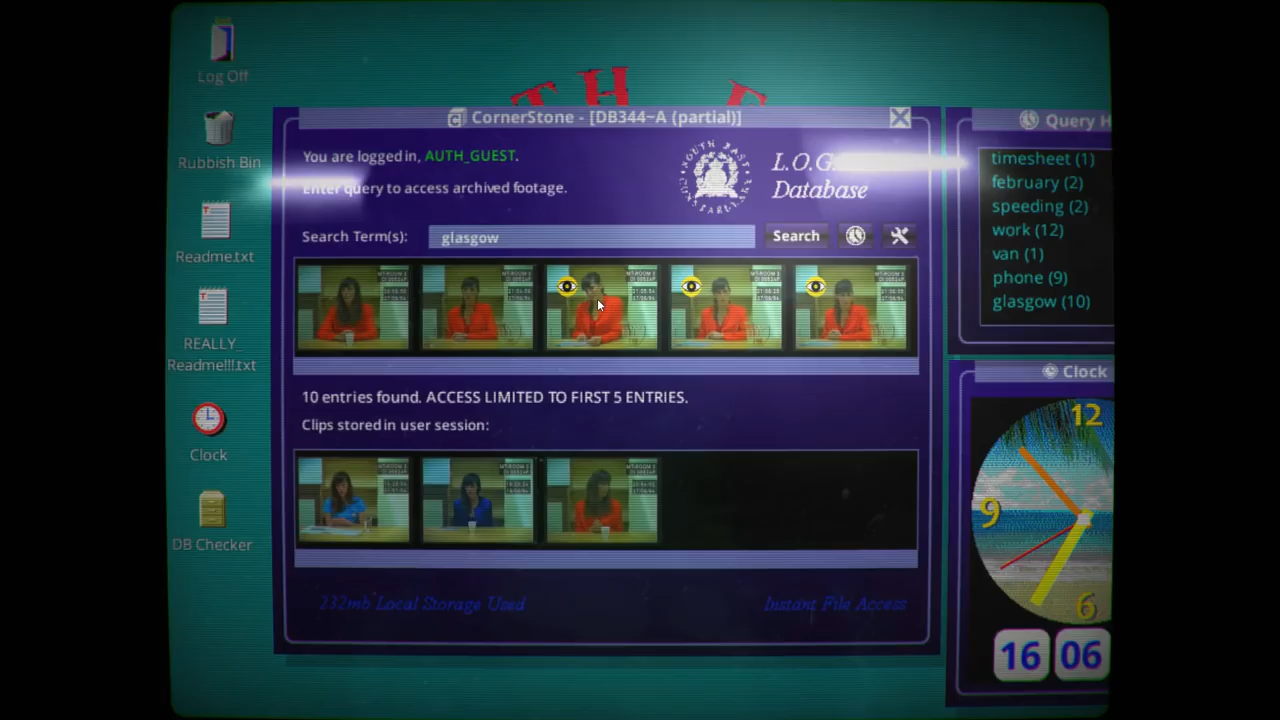 Log Off
Rubbish Bin
Readme.txt
REALLY_
Readme!!!.txt
Clock
DB Checker
T H E
CornerStone - [DB344~A (partial)]
You are logged in, AUTH_GUEST.
Enter query to access archived footage.
SOUTH EAST
L.O.G.
Database
Search Term(s):
glasgow
Search
10 entries found. ACCESS LIMITED TO FIRST 5 ENTRIES.
Clips stored in user session:
232mb Local Storage Used
Instant File Access
Query H
timesheet (1)
february (2)
speeding (2)
work (12)
van (1)
phone (9)
glasgow (10)
Clock
12
9
6
16 06